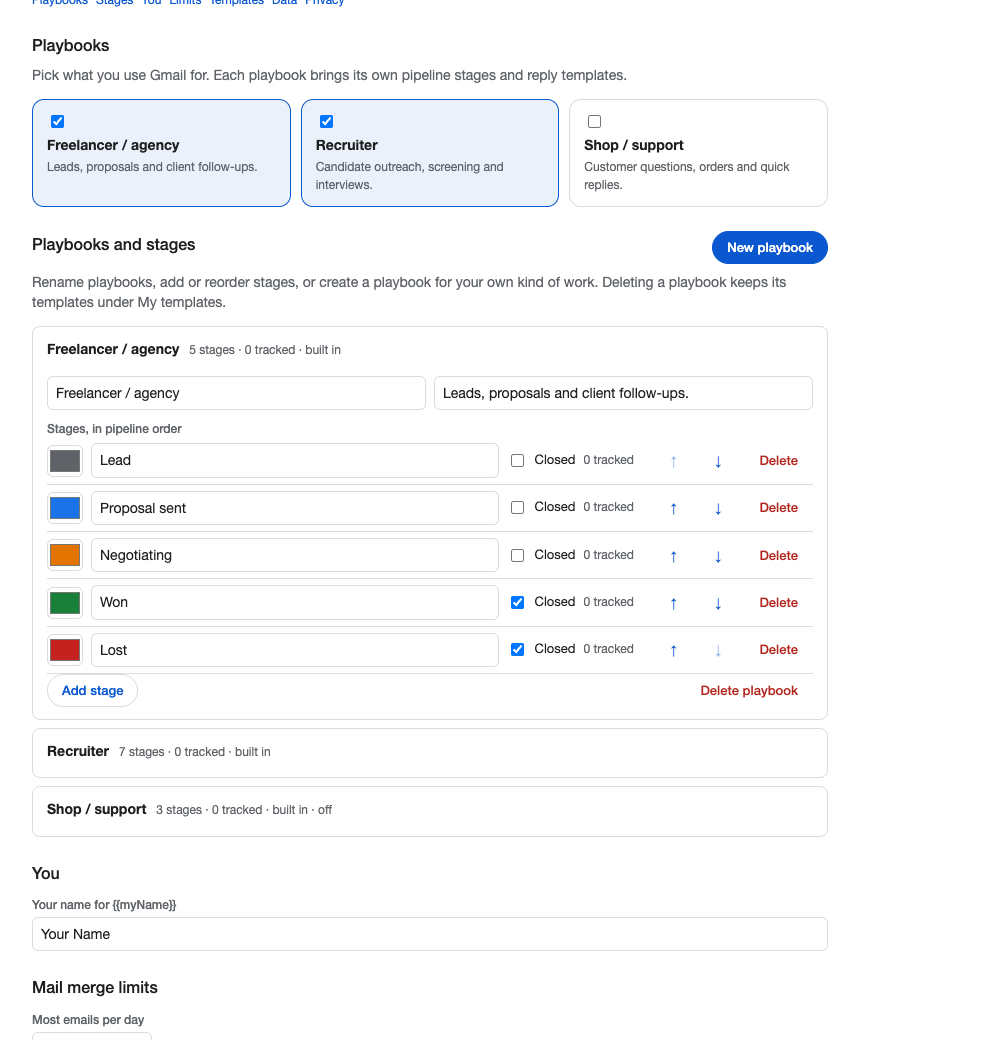 Playbooks Stages You Limits Templates Data Privacy
Playbooks
Pick what you use Gmail for. Each playbook brings its own pipeline stages and reply templates.
Freelancer / agency
Leads, proposals and client follow-ups.
Recruiter
Candidate outreach, screening and
interviews.
Shop / support
Customer questions, orders and quick
replies.
Playbooks and stages
New playbook
Rename playbooks, add or reorder stages, or create a playbook for your own kind of work. Deleting a playbook keeps its
templates under My templates.
Freelancer / agency 5 stages · 0 tracked · built in
Freelancer / agency
Leads, proposals and client follow-ups.
Stages, in pipeline order
Lead Closed 0 tracked ↑ ↓ Delete
Proposal sent Closed 0 tracked ↑ ↓ Delete
Negotiating Closed 0 tracked ↑ ↓ Delete
Won Closed 0 tracked ↑ ↓ Delete
Lost Closed 0 tracked ↑ ↓ Delete
Add stage Delete playbook
Recruiter 7 stages · 0 tracked · built in
Shop / support 3 stages · 0 tracked · built in · off
You
Your name for {{myName}}
Your Name
Mail merge limits
Most emails per day